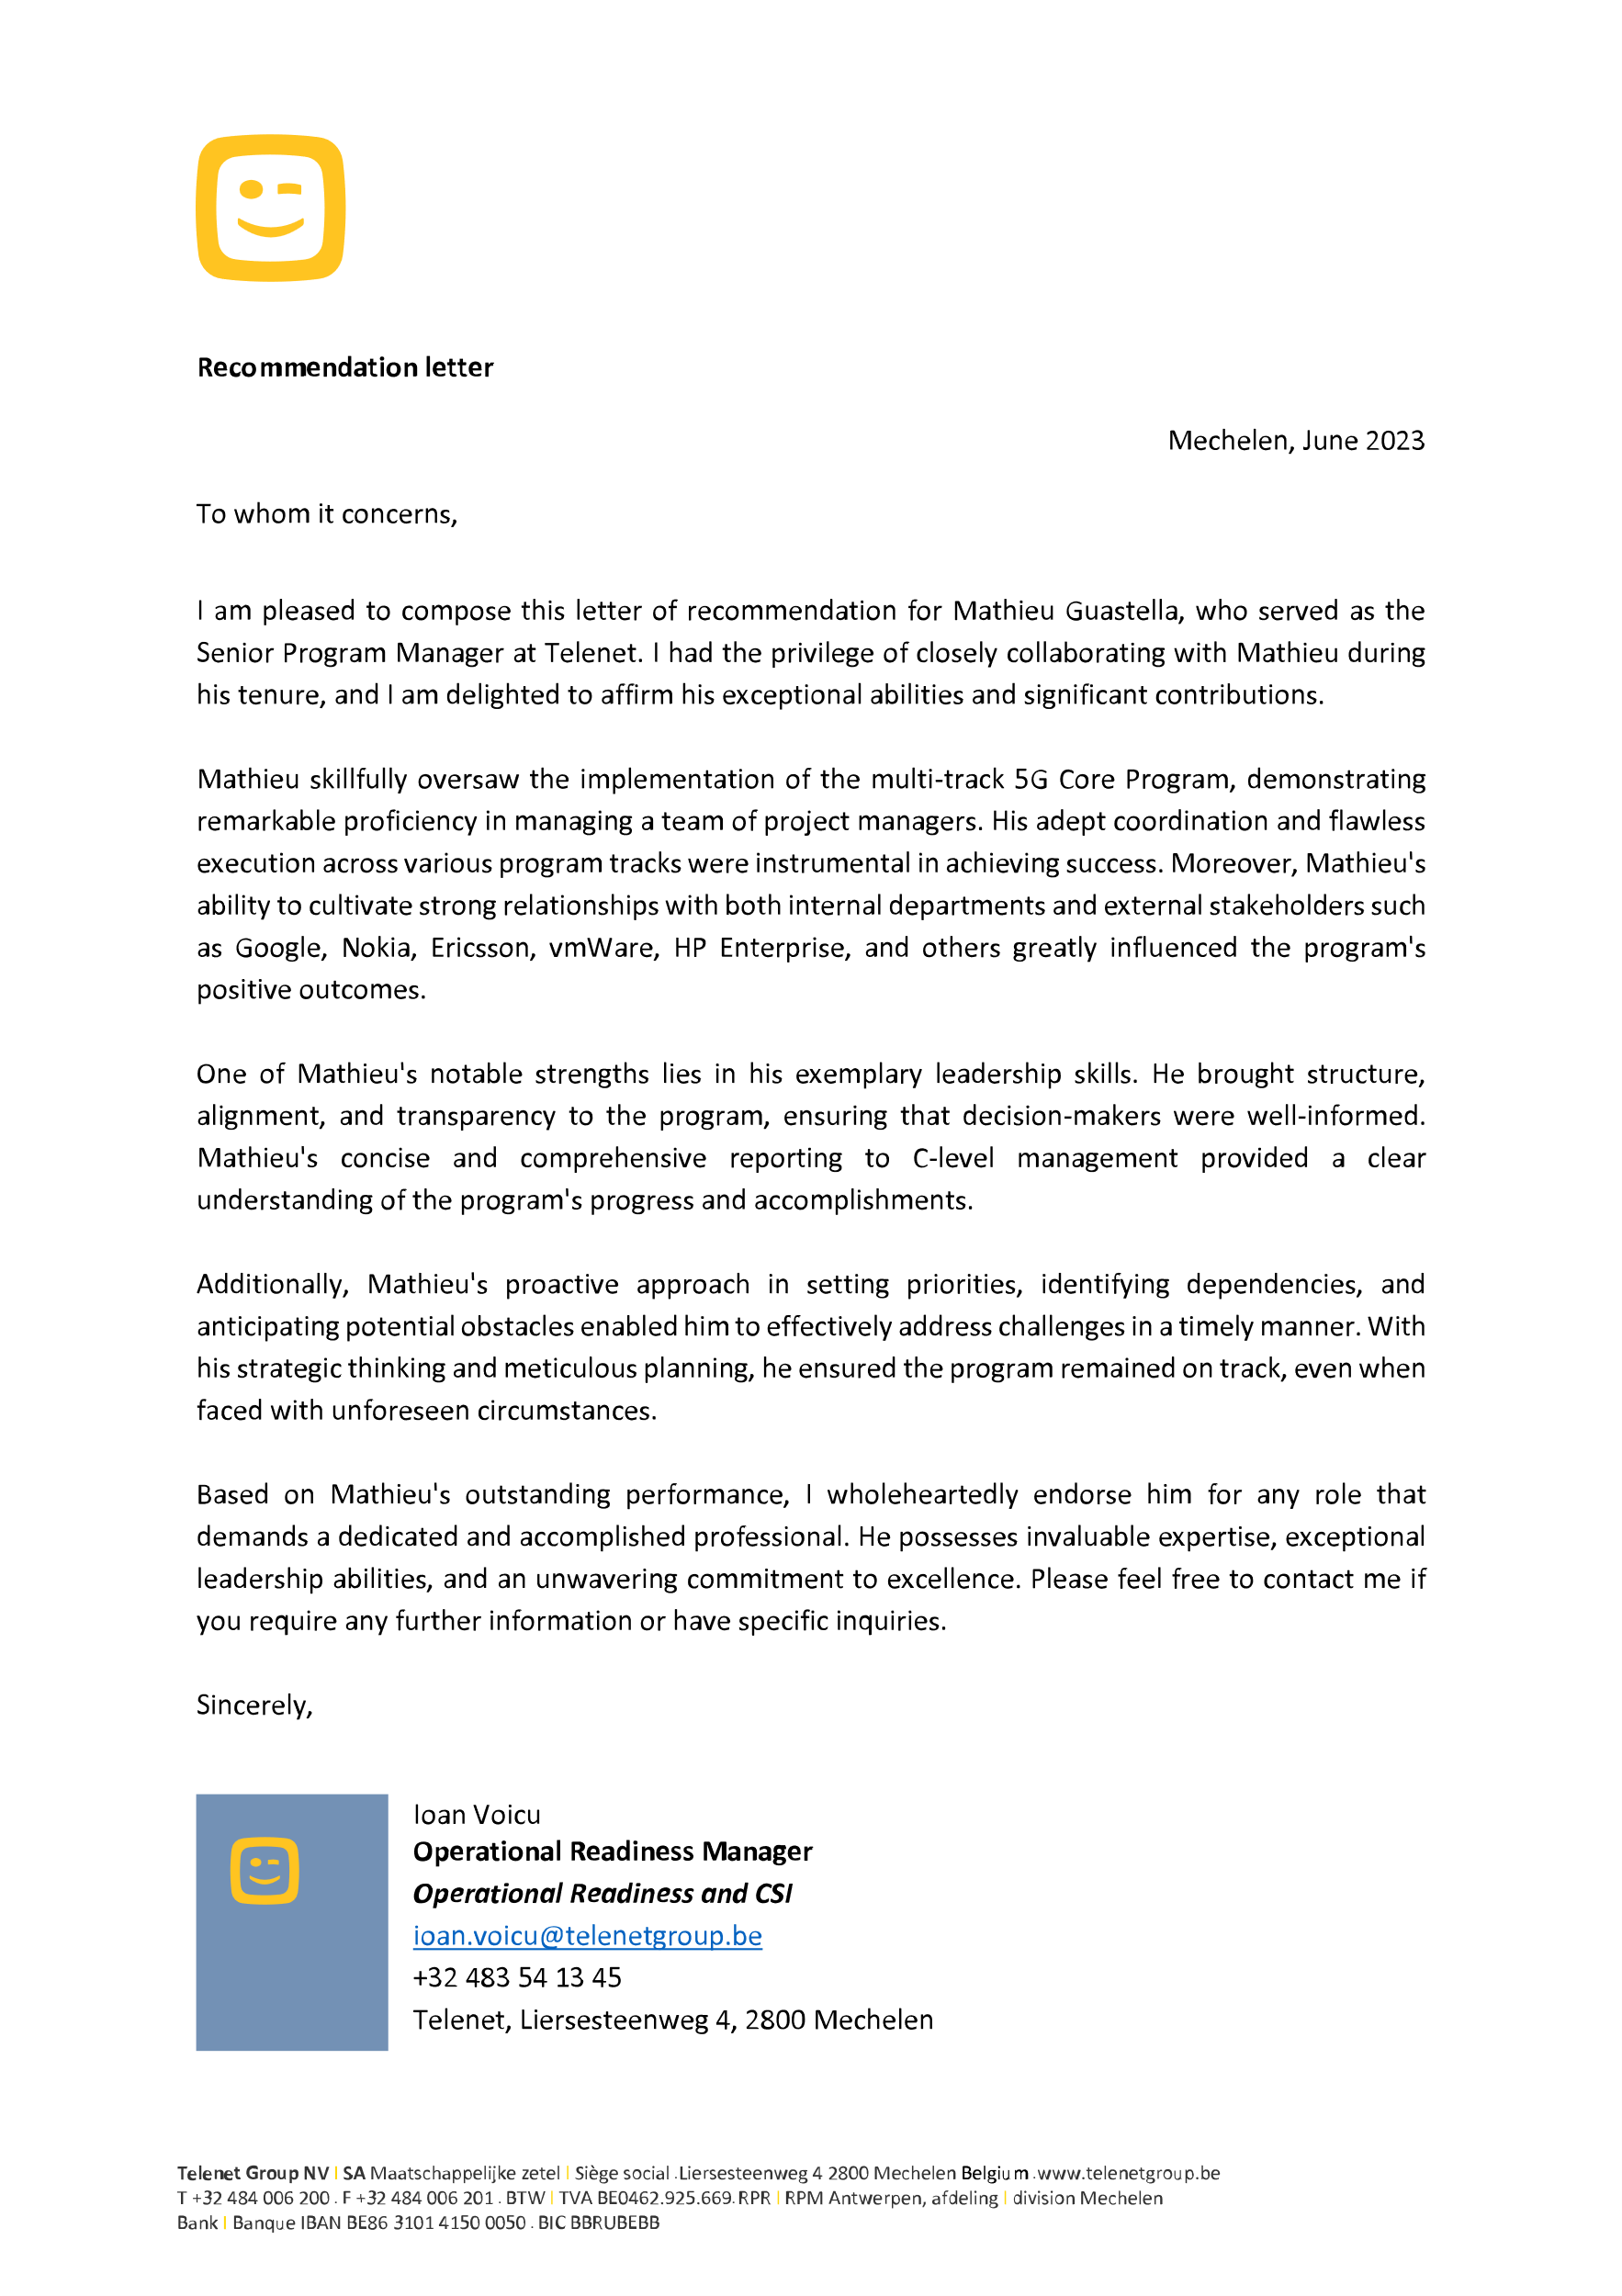 Recommendation letter
Mechelen, June 2023
To whom it concerns,
I am pleased to compose this letter of recommendation for Mathieu Guastella, who served as the
Senior Program Manager at Telenet. I had the privilege of closely collaborating with Mathieu during
his tenure, and I am delighted to affirm his exceptional abilities and significant contributions.
Mathieu skillfully oversaw the implementation of the multi-track 5G Core Program, demonstrating
remarkable proficiency in managing a team of project managers. His adept coordination and flawless
execution across various program tracks were instrumental in achieving success. Moreover, Mathieu's
ability to cultivate strong relationships with both internal departments and external stakeholders such
as Google, Nokia, Ericsson, vmWare, HP Enterprise, and others greatly influenced the program's
positive outcomes.
One of Mathieu's notable strengths lies in his exemplary leadership skills. He brought structure,
alignment, and transparency to the program, ensuring that decision-makers were well-informed.
Mathieu's concise and comprehensive reporting to C-level management provided a clear
understanding of the program's progress and accomplishments.
Additionally, Mathieu's proactive approach in setting priorities, identifying dependencies, and
anticipating potential obstacles enabled him to effectively address challenges in a timely manner. With
his strategic thinking and meticulous planning, he ensured the program remained on track, even when
faced with unforeseen circumstances.
Based on Mathieu's outstanding performance, I wholeheartedly endorse him for any role that
demands a dedicated and accomplished professional. He possesses invaluable expertise, exceptional
leadership abilities, and an unwavering commitment to excellence. Please feel free to contact me if
you require any further information or have specific inquiries.
Sincerely,
Ioan Voicu
Operational Readiness Manager
Operational Readiness and CSI
ioan.voicu@telenetgroup.be
+32 483 54 13 45
Telenet, Liersesteenweg 4, 2800 Mechelen
Telenet Group NV | SA Maatschappelijke zetel | Siège social . Liersesteenweg 4 2800 Mechelen Belgium . www.telenetgroup.be
T +32 484 006 200 . F +32 484 006 201 . BTW | TVA BE0462.925.669. RPR | RPM Antwerpen, afdeling | division Mechelen
Bank | Banque IBAN BE86 3101 4150 0050 . BIC BBRUBEBB